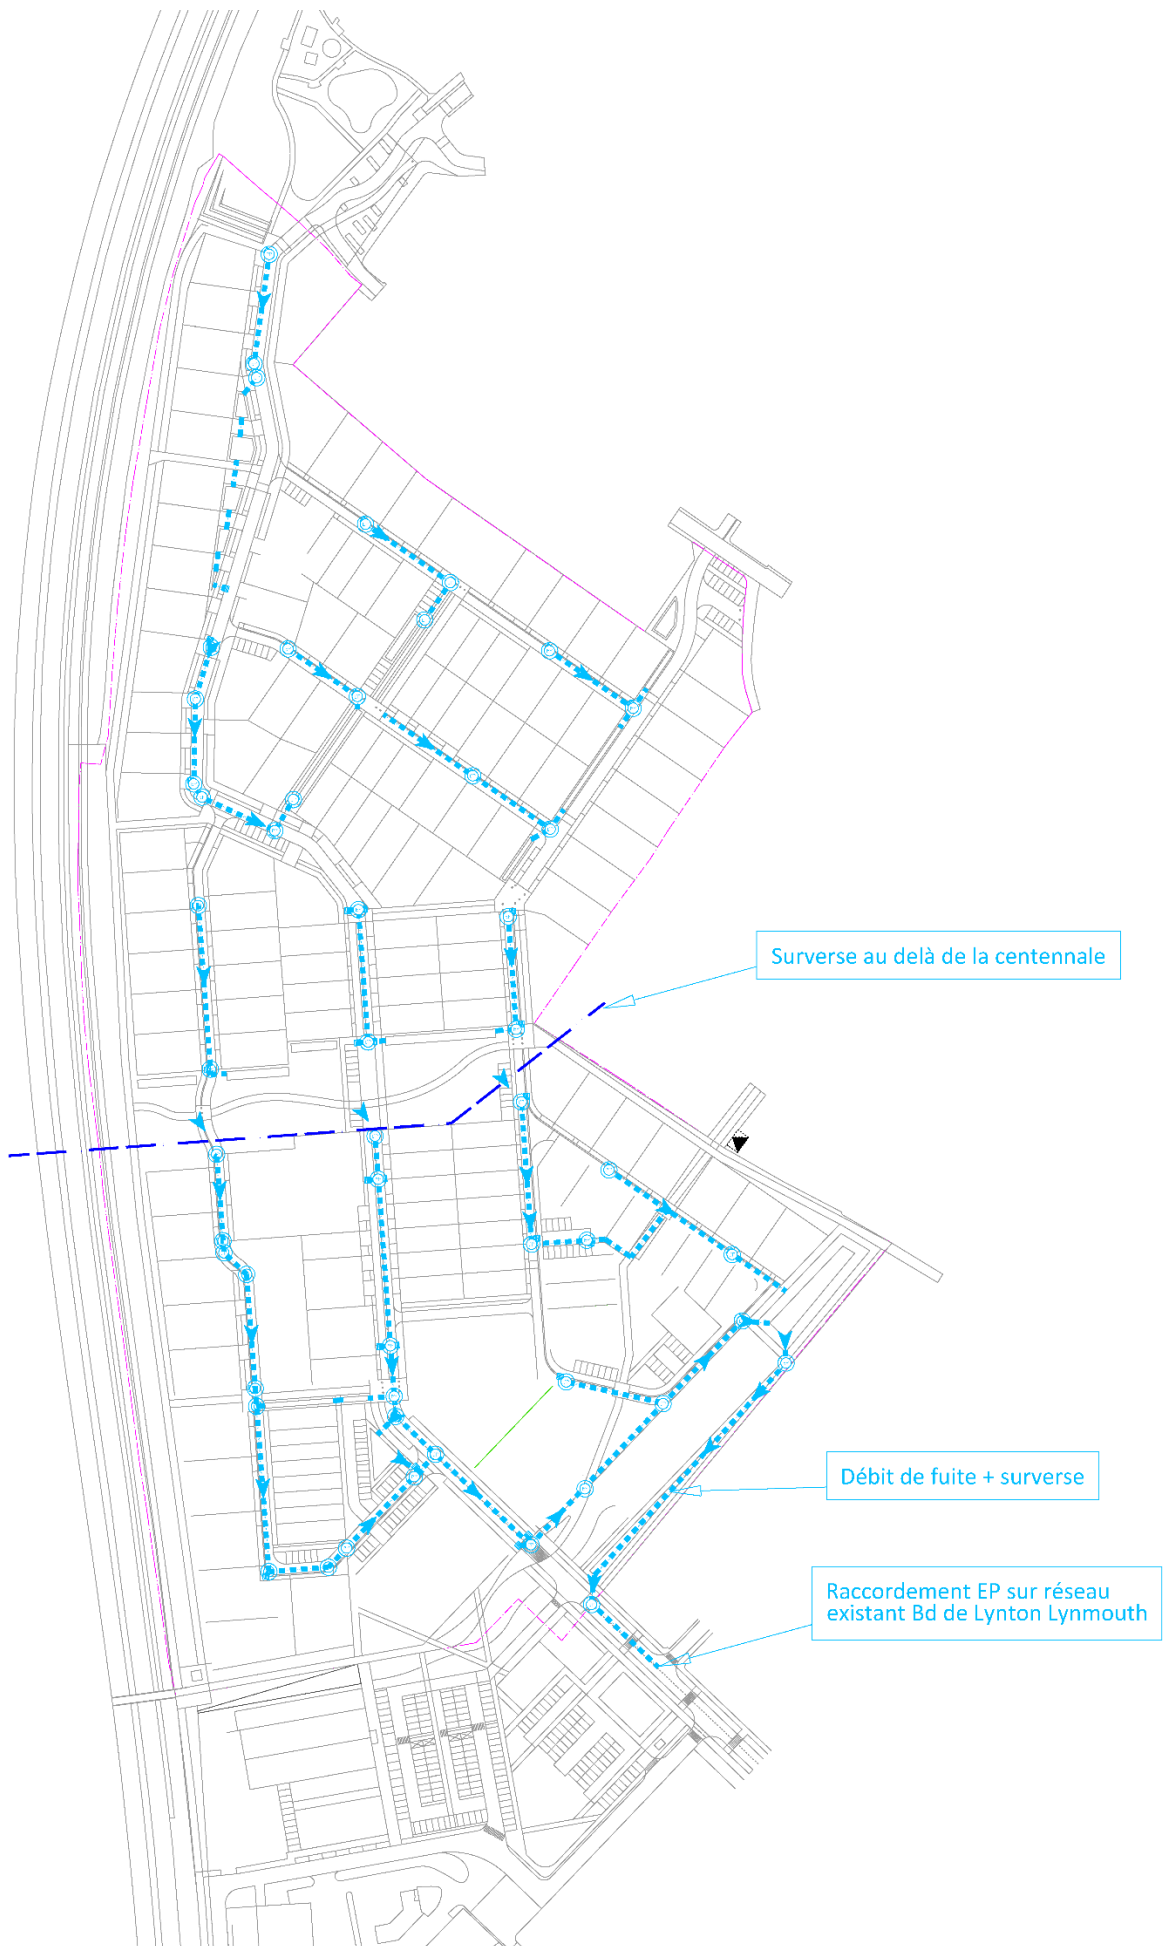 Surverse au delà de la centennale
Débit de fuite + surverse
Raccordement EP sur réseau
existant Bd de Lynton Lynmouth